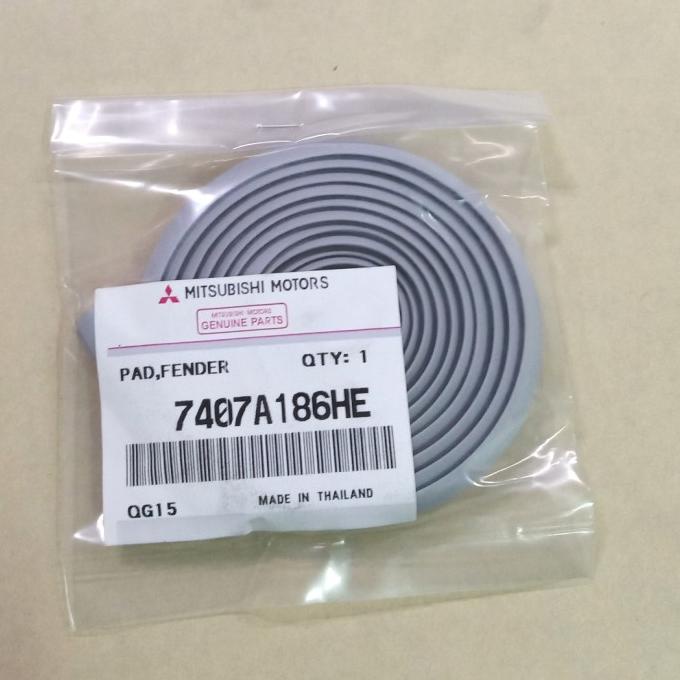 MITSUBISHI MOTORS
MITSUBISHI MOTORS
GENUINE PARTS
PAD,FENDER QTY: 1
7407A186HE
QG15 MADE IN THAILAND